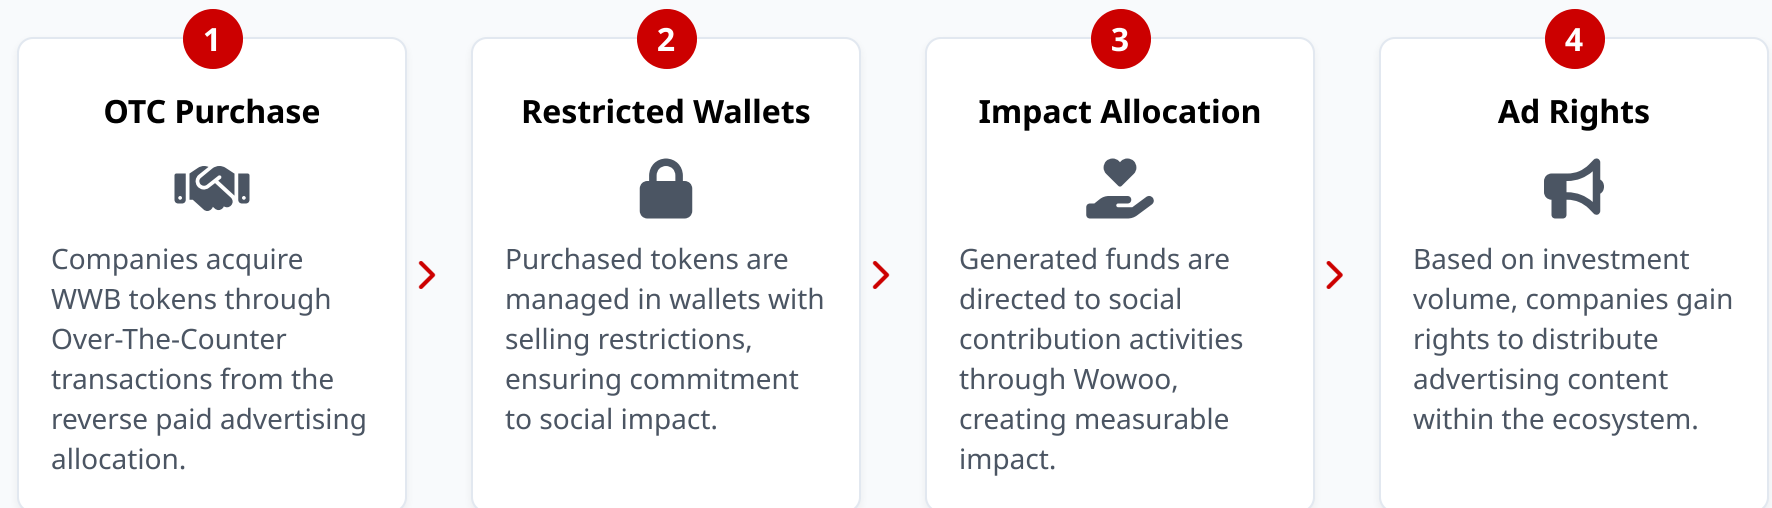 1
OTC Purchase
Companies acquire
WWB tokens through
Over-The-Counter
transactions from the
reverse paid advertising
allocation.
2
Restricted Wallets
Purchased tokens are
managed in wallets with
selling restrictions,
ensuring commitment
to social impact.
3
Impact Allocation
Generated funds are
directed to social
contribution activities
through Wowoo,
creating measurable
impact.
4
Ad Rights
Based on investment
volume, companies gain
rights to distribute
advertising content
within the ecosystem.